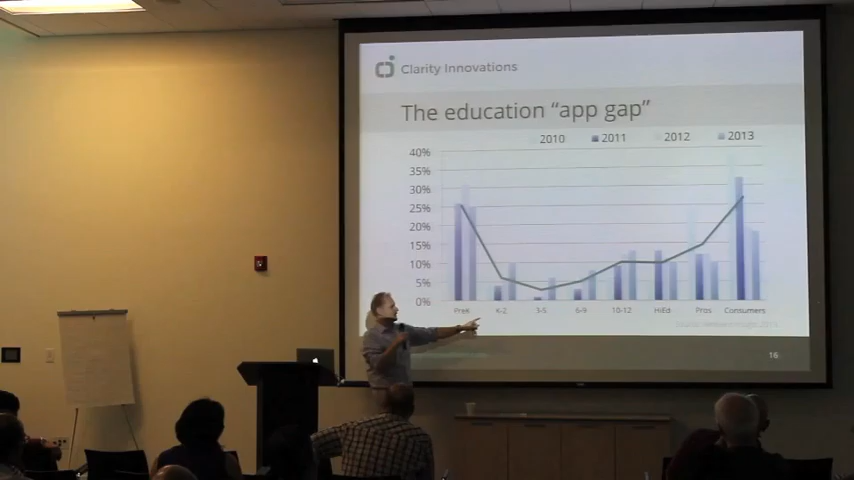 Clarity Innovations
The education "app gap"
2010 2011 2012 2013
40%
35%
30%
25%
20%
15%
10%
5%
0%
PreK K-2 3-5 6-9 10-12 HiEd Pros Consumers
16